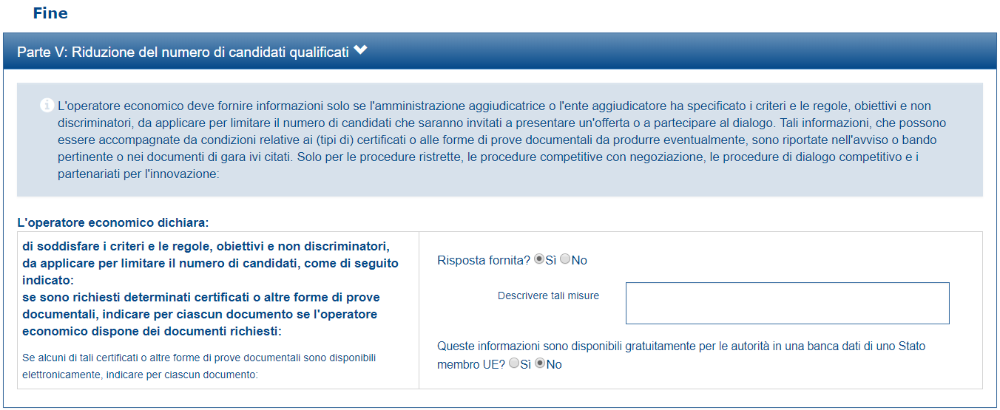 Fine
Parte V: Riduzione del numero di candidati qualificati
L'operatore economico deve fornire informazioni solo se l'amministrazione aggiudicatrice o l'ente aggiudicatore ha specificato i criteri e le regole, obiettivi e non
discriminatori, da applicare per limitare il numero di candidati che saranno invitati a presentare un'offerta o a partecipare al dialogo. Tali informazioni, che possono
essere accompagnate da condizioni relative ai (tipi di) certificati o alle forme di prove documentali da produrre eventualmente, sono riportate nell'avviso o bando
pertinente o nei documenti di gara ivi citati. Solo per le procedure ristrette, le procedure competitive con negoziazione, le procedure di dialogo competitivo e i
partenariati per l'innovazione:
L'operatore economico dichiara:
di soddisfare i criteri e le regole, obiettivi e non discriminatori,
da applicare per limitare il numero di candidati, come di seguito
indicato:
se sono richiesti determinati certificati o altre forme di prove
documentali, indicare per ciascun documento se l'operatore
economico dispone dei documenti richiesti:
Se alcuni di tali certificati o altre forme di prove documentali sono disponibili
elettronicamente, indicare per ciascun documento:
Risposta fornita? Sì No
Descrivere tali misure
Queste informazioni sono disponibili gratuitamente per le autorità in una banca dati di uno Stato
membro UE? Sì No